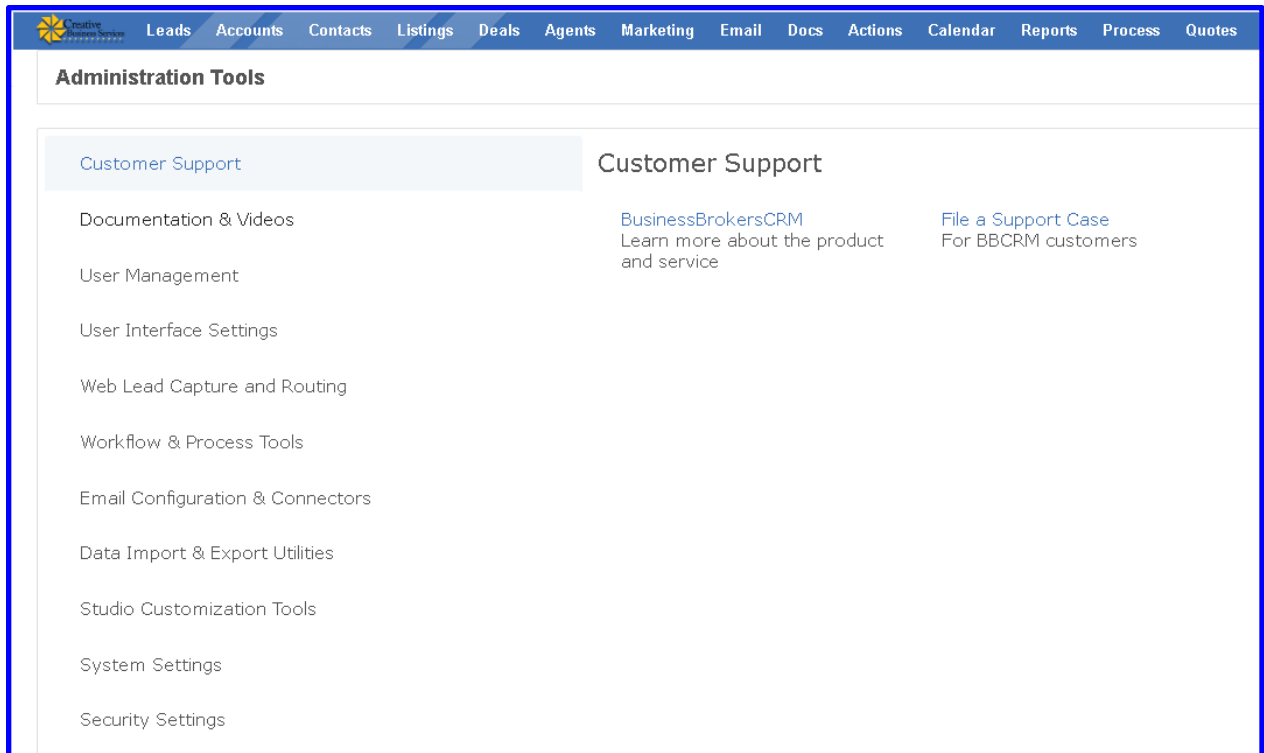 Creative
Business Services
Leads Accounts Contacts Listings Deals Agents Marketing Email Docs Actions Calendar Reports Process Quotes
Administration Tools
Customer Support
Documentation & Videos
User Management
User Interface Settings
Web Lead Capture and Routing
Workflow & Process Tools
Email Configuration & Connectors
Data Import & Export Utilities
Studio Customization Tools
System Settings
Security Settings
Customer Support
BusinessBrokersCRM
Learn more about the product
and service
File a Support Case
For BBCRM customers